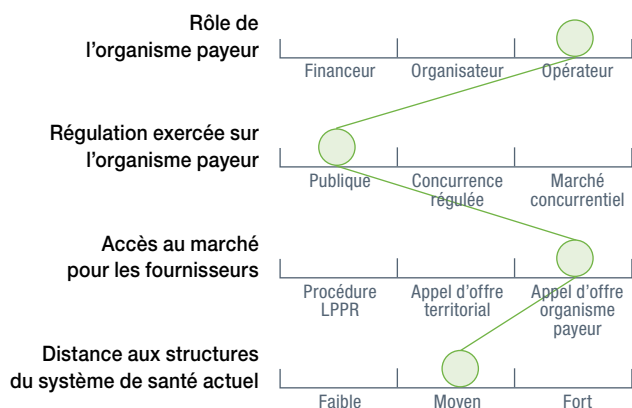 Rôle de
l'organisme payeur
Financeur Organisateur Opérateur
Régulation exercée sur
l'organisme payeur
Publique Concurrence Marché
régulée concurrentiel
Accès au marché
pour les fournisseurs
Procédure Appel d'offre Appel d'offre
LPPR territorial organisme
payeur
Distance aux structures
du système de santé actuel
Faible Moyen Fort